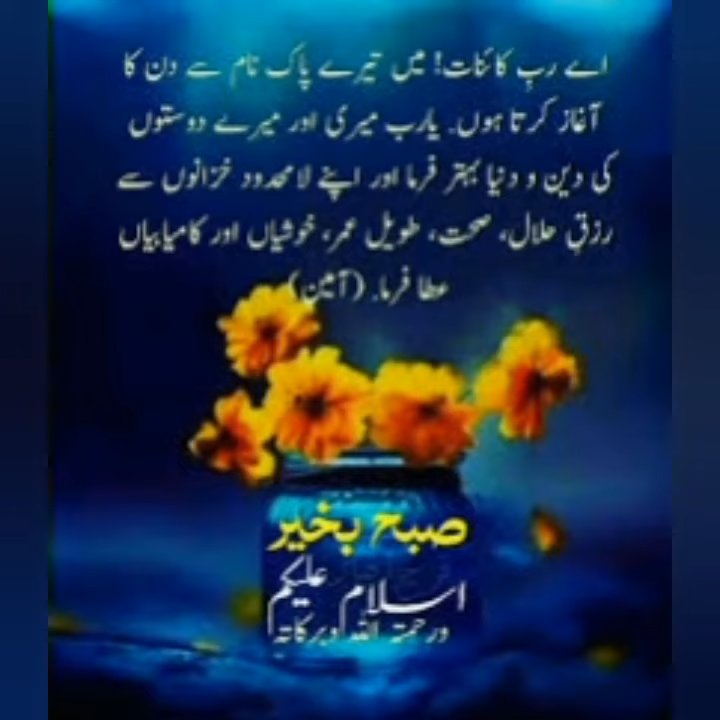 اے ربِ کائنات! میں تیرے پاک نام سے دن کا
آغاز کرتا ہوں۔ یارب میری اور میرے دوستوں
کی دین و دنیا بہتر فرما اور اپنے لامحدود خزانوں سے
رزقِ حلال، صحت، طویل عمر، خوشیاں اور کامیابیاں
عطا فرما۔ (آمین)
صبح بخیر
اسلام علیکم
ورحمتہ اللہ وبرکاتہ